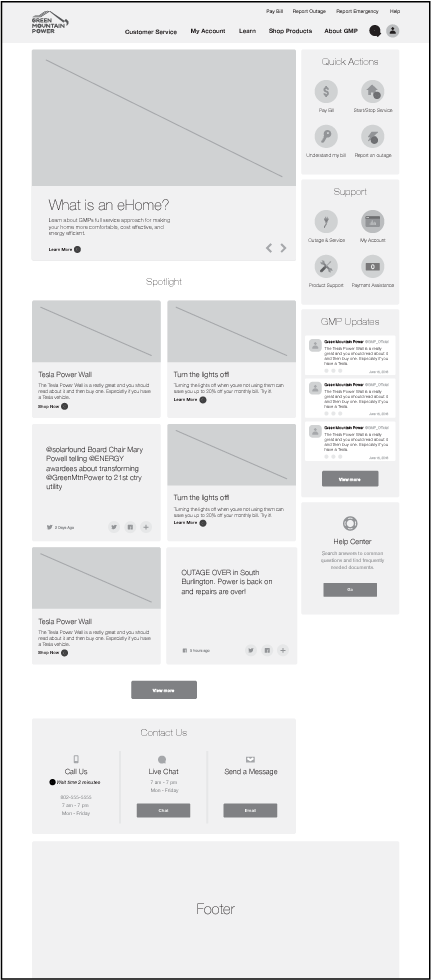 Pay Bill Report Outage Report Emergency Help
GREEN
MOUNTAIN
POWER
Customer Service My Account Learn Shop Products About GMP
What is an eHome?
Learn about GMPs full service approach for making
your home more comfortable, cost effective, and
energy efficient.
Learn More
Quick Actions
Pay Bill Start/Stop Service
Understand my bill Report an outage
Support
Outage & Service My Account
Product Support Payment Assistance
GMP Updates
Green Mountain Power @GMP_Official
The Tesla Power Wall is a really
great and you should read about it
and then buy one. Especially if you
have a Tesla.
June 16, 2016
Green Mountain Power @GMP_Official
The Tesla Power Wall is a really
great and you should read about it
and then buy one. Especially if you
have a Tesla.
June 16, 2016
Green Mountain Power @GMP_Official
The Tesla Power Wall is a really
great and you should read about it
and then buy one. Especially if you
have a Tesla.
June 16, 2016
View more
Help Center
Search answers to common
questions and find frequently
needed documents.
Go
Spotlight
Tesla Power Wall
The Tesla Power Wall is a really great and you should
read about it and then buy one. Especially if you have
a Tesla vehicle.
Shop Now
Turn the lights off!
Turning the lights off when youre not using them can
save you up to 20% off your monthly bill. Try it!
Learn More
@solarfound Board Chair Mary
Powell telling @ENERGY
awardees about transforming
@GreenMtnPower to 21st ctry
utility
2 Days Ago
Turn the lights off!
Turning the lights off when youre not using them can
save you up to 20% off your monthly bill. Try it!
Learn More
Tesla Power Wall
The Tesla Power Wall is a really great and you should
read about it and then buy one. Especially if you have
a Tesla vehicle.
Shop Now
OUTAGE OVER in South
Burlington. Power is back on
and repairs are over!
View more
Contact Us
Call Us
Wait time 2 minutes
802-555-5555
7 am - 7 pm
Mon - Friday
Live Chat
7 am - 7 pm
Mon - Friday
Chat
Send a Message
Email
Footer